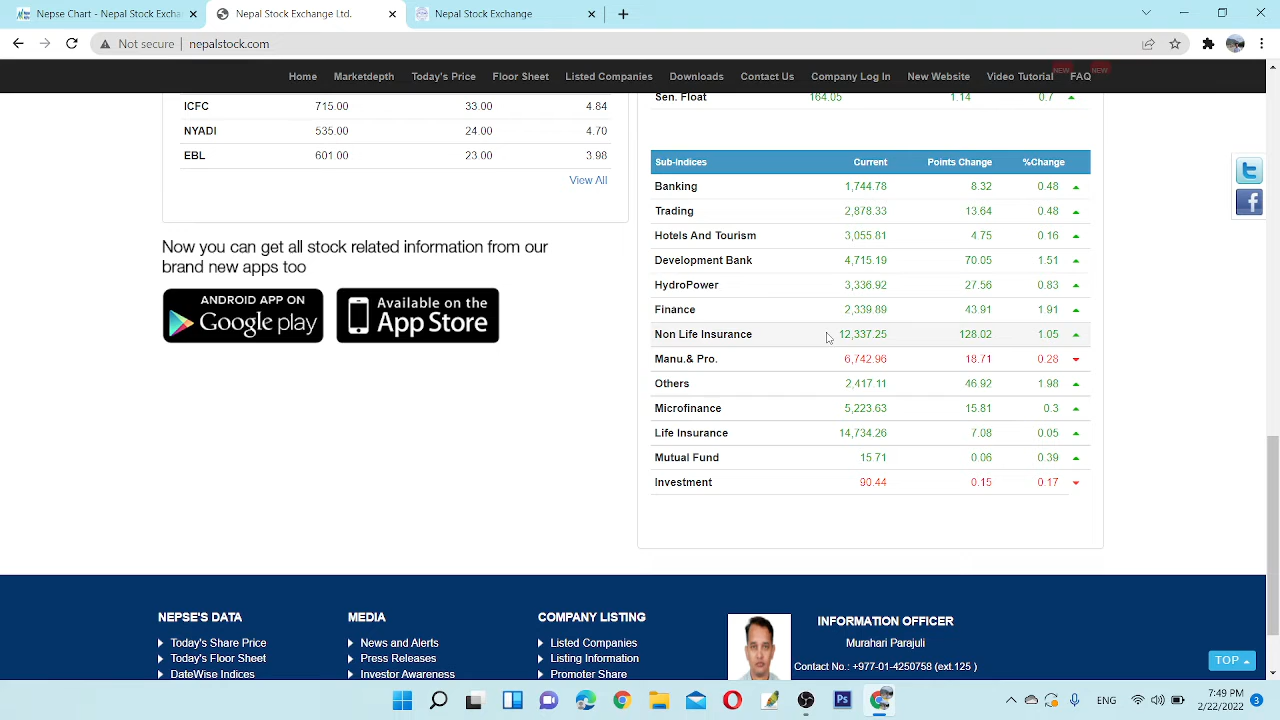 Nepse Chart - Nepse Exchange
Nepal Stock Exchange Ltd.
Nepal Stock Exchange
Not secure | nepalstock.com
Home Marketdepth Today's Price Floor Sheet Listed Companies Downloads Contact Us Company Log In New Website Video Tutorial NEW FAQ NEW
ICFC 715.00 33.00 4.84
NYADI 535.00 24.00 4.70
EBL 601.00 23.00 3.98
View All
Now you can get all stock related information from our
brand new apps too
ANDROID APP ON
Google play
Available on the
App Store
Sen. Float 164.05 1.14 0.7
Sub-Indices Current Points Change %Change
Banking 1,744.78 8.32 0.48
Trading 2,878.33 13.64 0.48
Hotels And Tourism 3,055.81 4.75 0.16
Development Bank 4,715.19 70.05 1.51
HydroPower 3,336.92 27.56 0.83
Finance 2,339.89 43.91 1.91
Non Life Insurance 12,337.25 128.02 1.05
Manu.& Pro. 6,742.96 18.71 0.28
Others 2,417.11 46.92 1.98
Microfinance 5,223.63 15.81 0.3
Life Insurance 14,734.26 7.08 0.05
Mutual Fund 15.71 0.06 0.39
Investment 90.44 0.15 0.17
NEPSE'S DATA
Today's Share Price
Today's Floor Sheet
DateWise Indices
MEDIA
News and Alerts
Press Releases
Investor Awareness
COMPANY LISTING
Listed Companies
Listing Information
Promoter Share
INFORMATION OFFICER
Murahari Parajuli
Contact No.: +977-01-4250758 (ext.125 )
TOP
ENG
7:49 PM
2/22/2022
3